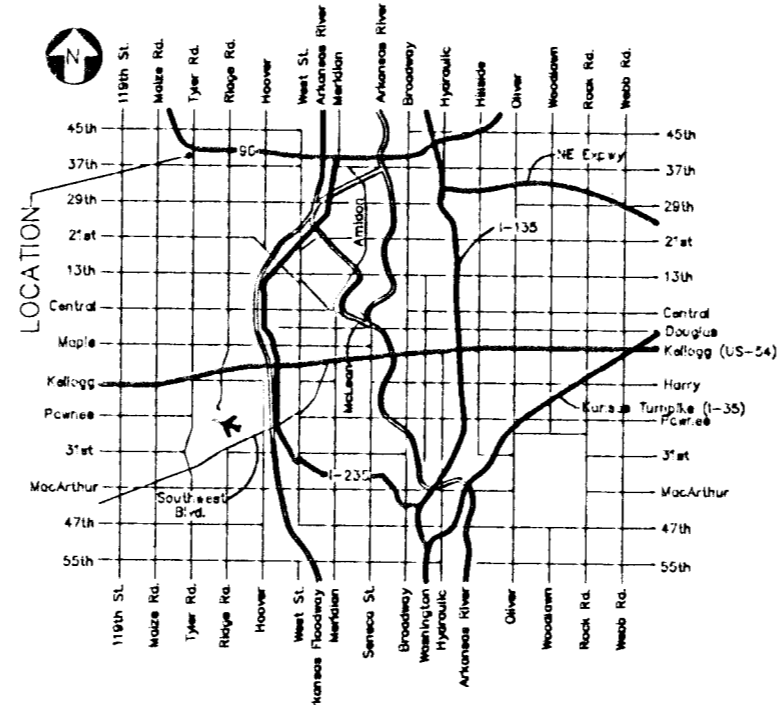 N
119th St.
Maize Rd.
Tyler Rd.
Ridge Rd.
Hoover
West St.
Arkansas River
Meridian
Arkansas River
Broadway
Hydraulic
Hillside
Oliver
Woodlawn
Rock Rd.
Webb Rd.
45th
37th
29th
21st
13th
Central
Maple
Kellogg
Pawnee
31st
MacArthur
47th
55th
45th
37th
29th
21st
13th
Central
Douglas
Kellogg (US-54)
Harry
Pawnee
31st
MacArthur
47th
55th
LOCATION
96
NE Expwy
I-135
Amidon
McLean
Kansas Turnpike (I-35)
I-235
Southwest
Blvd.
119th St.
Maize Rd.
Tyler Rd.
Ridge Rd.
Hoover
West St.
Arkansas Floodway
Meridian
Seneca St.
Broadway
Washington
Hydraulic
Arkansas River
Oliver
Woodlawn
Rock Rd.
Webb Rd.